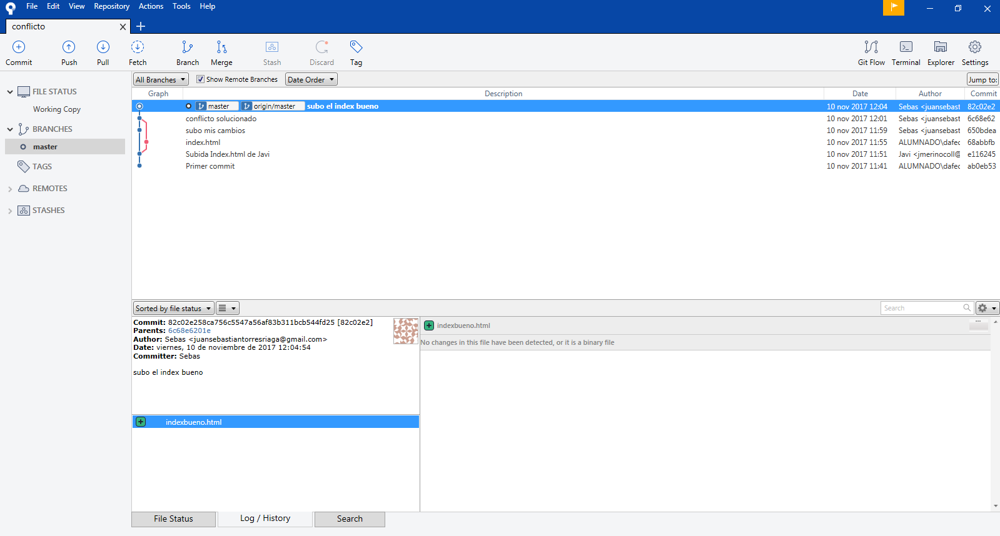 File Edit View Repository Actions Tools Help
conflicto
Commit Push Pull Fetch Branch Merge Stash Discard Tag Git Flow Terminal Explorer Settings
FILE STATUS
Working Copy
BRANCHES
master
TAGS
REMOTES
STASHES
All Branches Show Remote Branches Date Order Jump to:
Graph Description Date Author Commit
master origin/master subo el index bueno 10 nov 2017 12:04 Sebas <juansebast 82c02e2
conflicto solucionado 10 nov 2017 12:01 Sebas <juansebast 6c68e62
subo mis cambios 10 nov 2017 11:59 Sebas <juansebast 650bdea
index.html 10 nov 2017 11:55 ALUMNADO\dafec 68abbfb
Subida Index.html de Javi 10 nov 2017 11:51 Javi <jmerinocoll@ e116245
Primer commit 10 nov 2017 11:41 ALUMNADO\dafec ab0eb53
Sorted by file status Search
Commit: 82c02e258ca756c5547a56af83b311bcb544fd25 [82c02e2]
Parents: 6c68e6201e
Author: Sebas <juansebastiantorresriaga@gmail.com>
Date: viernes, 10 de noviembre de 2017 12:04:54
Committer: Sebas
subo el index bueno
indexbueno.html
indexbueno.html
No changes in this file have been detected, or it is a binary file
File Status Log / History Search